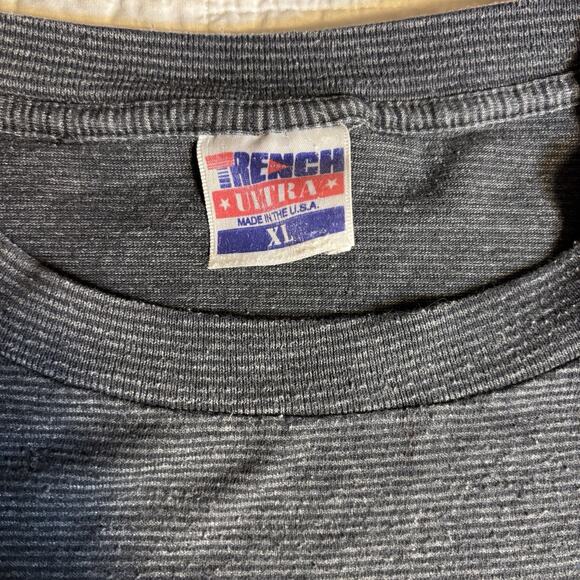 TRENCH
ULTRA
MADE IN THE U.S.A.
XL